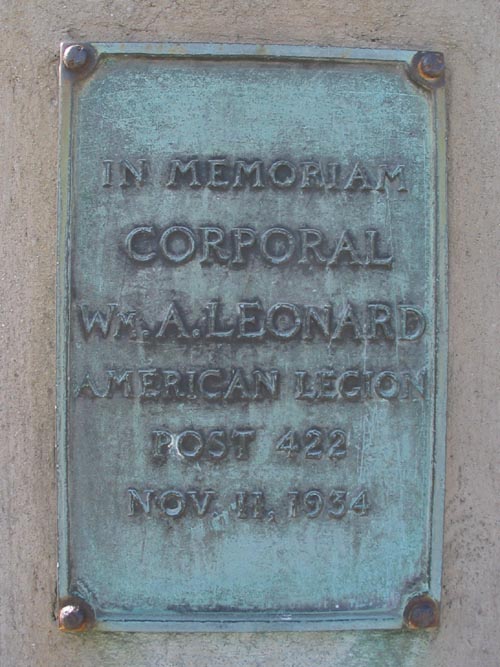 IN MEMORIAM
CORPORAL
WM. A. LEONARD
AMERICAN LEGION
POST 422
NOV. 11, 1934